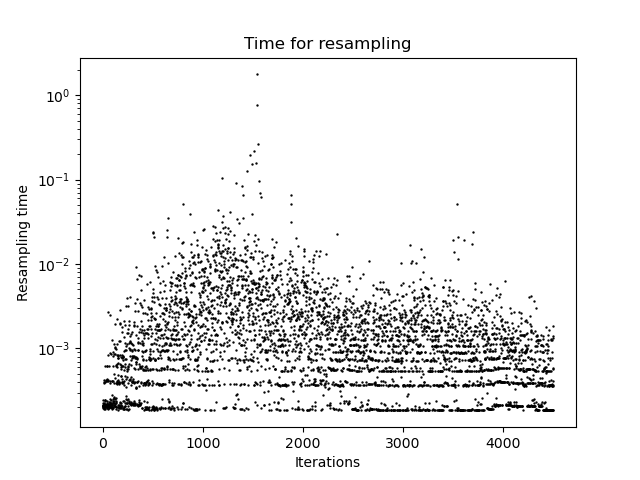 Time for resampling
10⁰
10⁻¹
10⁻²
10⁻³
Resampling time
0 1000 2000 3000 4000
Iterations